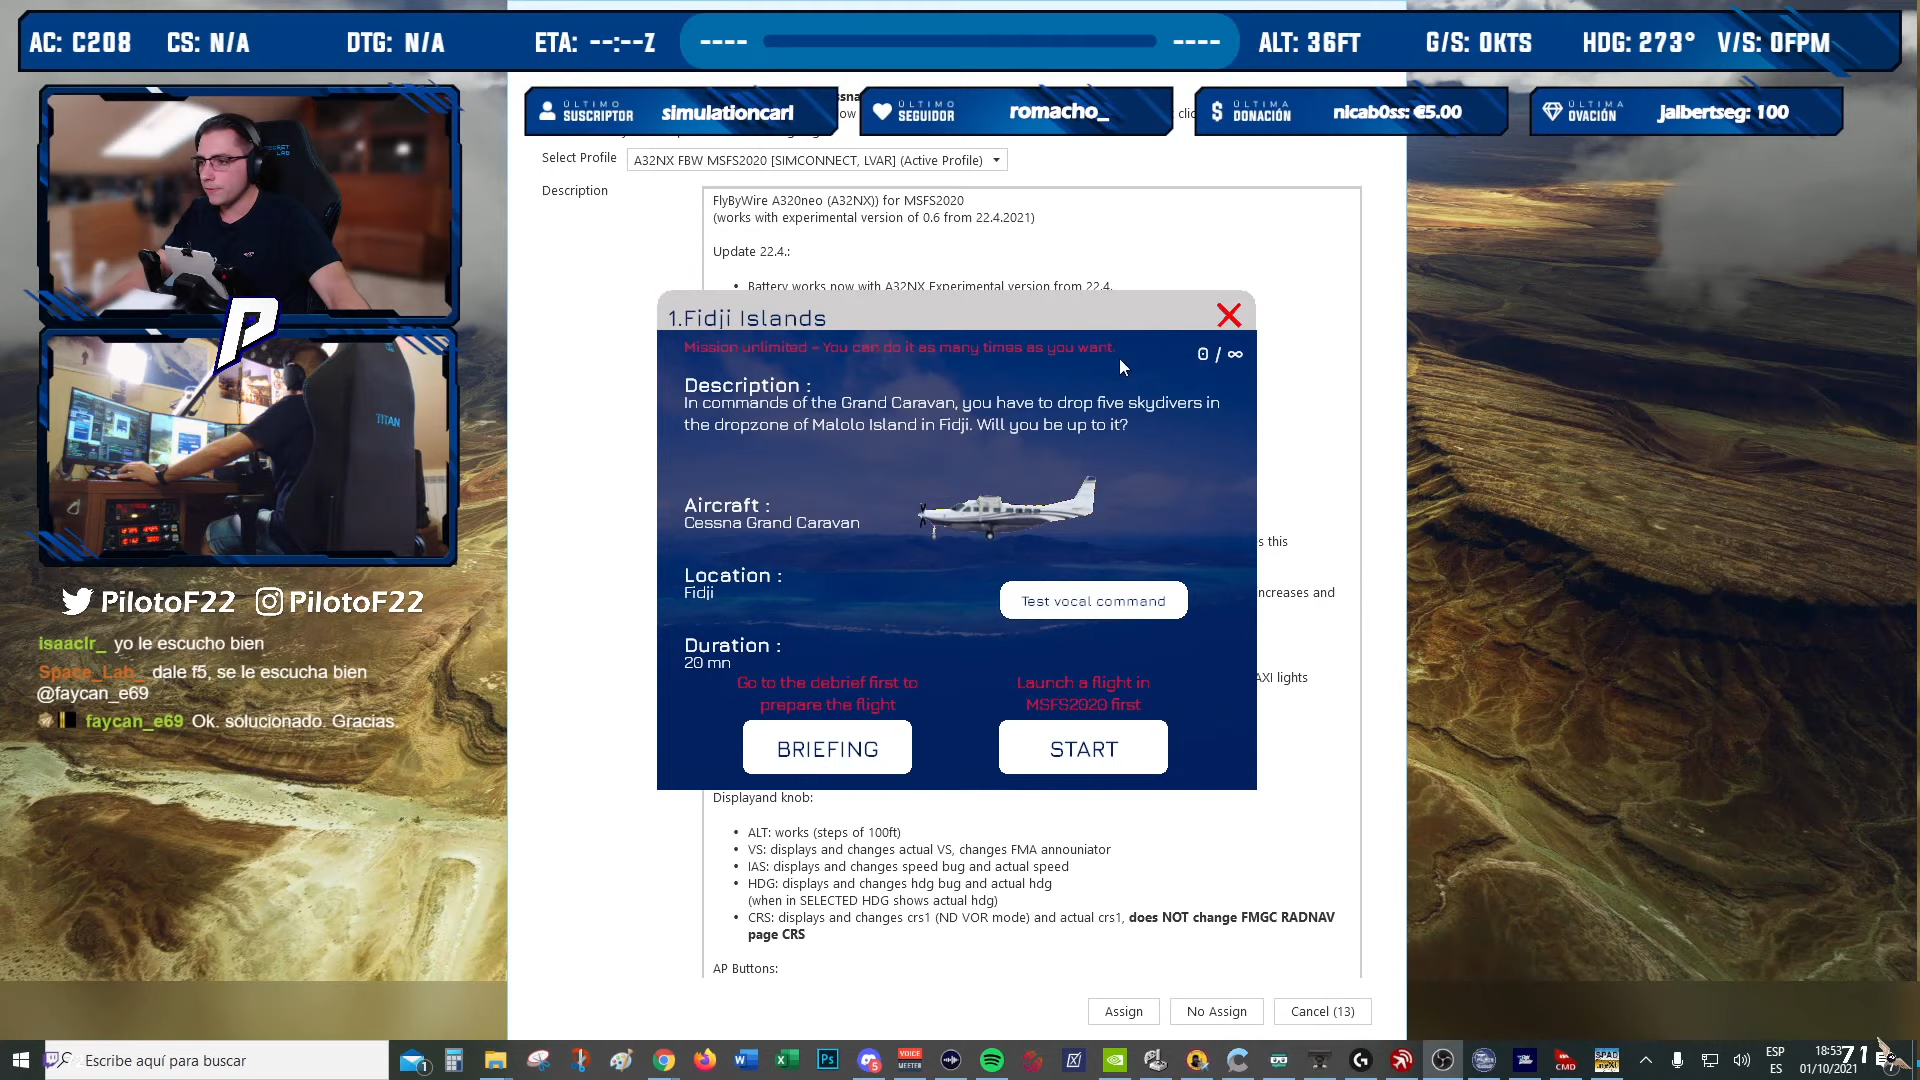 AC: C208
CS: N/A
DTG: N/A
ETA: --:--Z
----
----
ALT: 36FT
G/S: 0KTS
HDG: 273°
V/S: 0FPM
ÚLTIMO
SUSCRIPTOR
simulationcarl
ÚLTIMO
SEGUIDOR
romacho_
ÚLTIMA
DONACIÓN
nicab0ss: €5.00
ÚLTIMA
OVACIÓN
Jalbertseg: 100
Select Profile
A32NX FBW MSFS2020 [SIMCONNECT, LVAR] (Active Profile)
Description
FlyByWire A320neo (A32NX)) for MSFS2020
(works with experimental version of 0.6 from 22.4.2021)
Update 22.4.:
• Battery works now with A32NX Experimental version from 22.4.
1.Fidji Islands
Mission unlimited - You can do it as many times as you want.
0 / ∞
Description :
In commands of the Grand Caravan, you have to drop five skydivers in
the dropzone of Malolo Island in Fidji. Will you be up to it?
Aircraft :
Cessna Grand Caravan
Location :
Fidji
Test vocal command
Duration :
20 mn
Go to the debrief first to
prepare the flight
Launch a flight in
MSFS2020 first
BRIEFING
START
s this
ncreases and
AXI lights
Displayand knob:
• ALT: works (steps of 100ft)
• VS: displays and changes actual VS, changes FMA announiator
• IAS: displays and changes speed bug and actual speed
• HDG: displays and changes hdg bug and actual hdg
(when in SELECTED HDG shows actual hdg)
• CRS: displays and changes crs1 (ND VOR mode) and actual crs1, does NOT change FMGC RADNAV
page CRS
AP Buttons:
Assign
No Assign
Cancel (13)
TITAN
P
PilotoF22
PilotoF22
isaaclr_ yo le escucho bien
Space_Lab_ dale f5, se le escucha bien
@faycan_e69
faycan_e69 Ok. solucionado. Gracias.
Escribe aquí para buscar
ESP
ES
18:53
01/10/2021
71